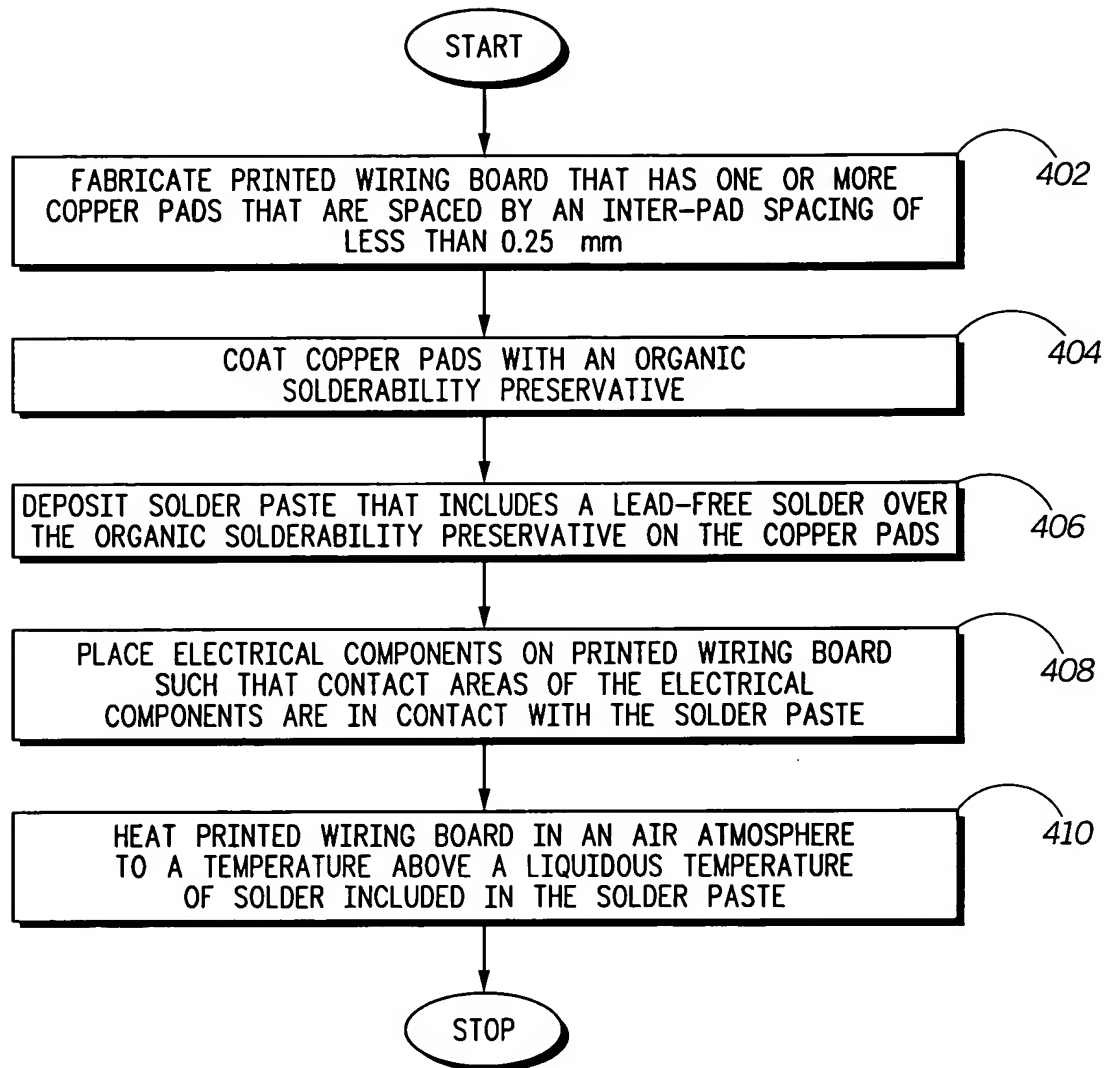 START
FABRICATE PRINTED WIRING BOARD THAT HAS ONE OR MORE
COPPER PADS THAT ARE SPACED BY AN INTER-PAD SPACING OF
LESS THAN 0.25 mm
402
COAT COPPER PADS WITH AN ORGANIC
SOLDERABILITY PRESERVATIVE
404
DEPOSIT SOLDER PASTE THAT INCLUDES A LEAD-FREE SOLDER OVER
THE ORGANIC SOLDERABILITY PRESERVATIVE ON THE COPPER PADS
406
PLACE ELECTRICAL COMPONENTS ON PRINTED WIRING BOARD
SUCH THAT CONTACT AREAS OF THE ELECTRICAL
COMPONENTS ARE IN CONTACT WITH THE SOLDER PASTE
408
HEAT PRINTED WIRING BOARD IN AN AIR ATMOSPHERE
TO A TEMPERATURE ABOVE A LIQUIDOUS TEMPERATURE
OF SOLDER INCLUDED IN THE SOLDER PASTE
410
STOP